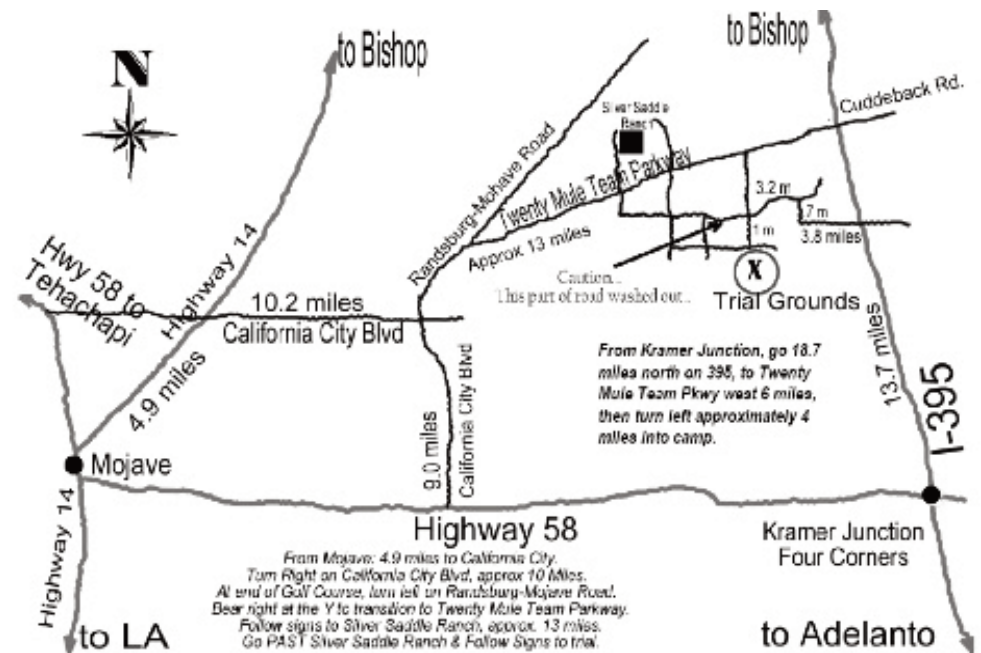 N
to Bishop
to Bishop
Cuddeback Rd.
Silver Saddle
Ranch
Randsburg-Mohave Road
Twenty Mule Team Parkway
Approx 13 miles
3.2 m
.7 m
1 m
3.8 miles
Caution...
This part of road washed out...
X
Trial Grounds
Hwy 58 to
Tehachapi
Highway 14
10.2 miles
California City Blvd
4.9 miles
13.7 miles
I-395
From Kramer Junction, go 18.7
miles north on 395, to Twenty
Mule Team Pkwy west 6 miles,
then turn left approximately 4
miles into camp.
9.0 miles
California City Blvd
Mojave
Highway 14
Highway 58
Kramer Junction
Four Corners
From Mojave: 4.9 miles to California City.
Turn Right on California City Blvd, approx 10 Miles.
At end of Golf Course, turn left on Randsburg-Mojave Road.
Bear right at the Y to transition to Twenty Mule Team Parkway.
Follow signs to Silver Saddle Ranch, approx. 13 miles.
Go PAST Silver Saddle Ranch & Follow Signs to trial.
to LA
to Adelanto